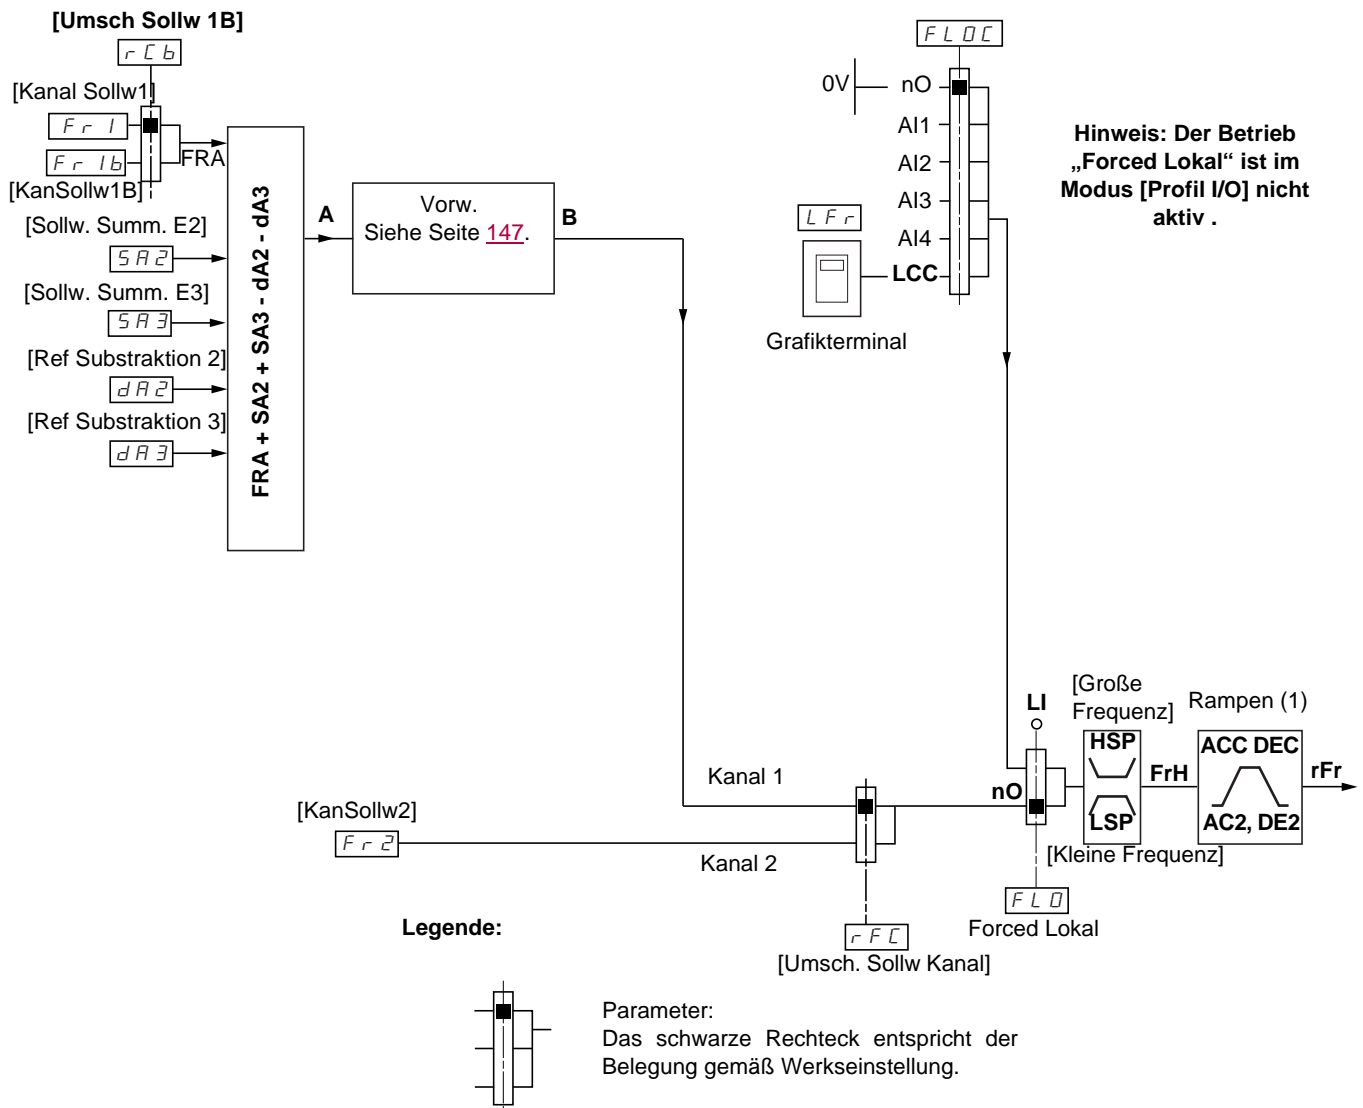 [Umsch Sollw 1B]
rCb
[Kanal Sollw1]
Fr1
Fr1b
FRA
[KanSollw1B]
[Sollw. Summ. E2]
SA2
[Sollw. Summ. E3]
SA3
[Ref Substraktion 2]
dA2
[Ref Substraktion 3]
dA3
FRA + SA2 + SA3 - dA2 - dA3
A
Vorw.
Siehe Seite 147.
B
FLOC
0V
nO
AI1
AI2
AI3
AI4
LCC
LFr
Grafikterminal
Hinweis: Der Betrieb
„Forced Lokal“ ist im
Modus [Profil I/O] nicht
aktiv .
Kanal 1
[KanSollw2]
Fr2
Kanal 2
rFC
[Umsch. Sollw Kanal]
nO
LI
FLO
Forced Lokal
[Große
Frequenz]
HSP
LSP
[Kleine Frequenz]
FrH
Rampen (1)
ACC DEC
AC2, DE2
rFr
Legende:
Parameter:
Das schwarze Rechteck entspricht der
Belegung gemäß Werkseinstellung.